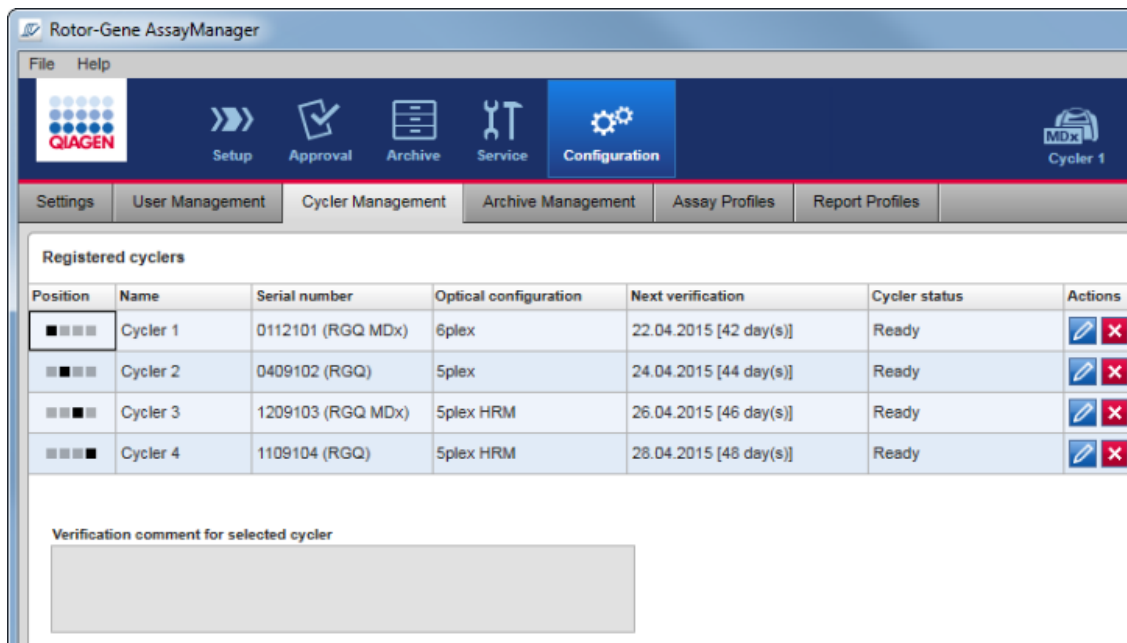 Rotor-Gene AssayManager
File Help
QIAGEN
Setup Approval Archive Service Configuration MDx Cycler 1
Settings User Management Cycler Management Archive Management Assay Profiles Report Profiles
Registered cyclers
Position Name Serial number Optical configuration Next verification Cycler status Actions
Cycler 1 0112101 (RGQ MDx) 6plex 22.04.2015 [42 day(s)] Ready
Cycler 2 0409102 (RGQ) 5plex 24.04.2015 [44 day(s)] Ready
Cycler 3 1209103 (RGQ MDx) 5plex HRM 26.04.2015 [46 day(s)] Ready
Cycler 4 1109104 (RGQ) 5plex HRM 28.04.2015 [48 day(s)] Ready
Verification comment for selected cycler